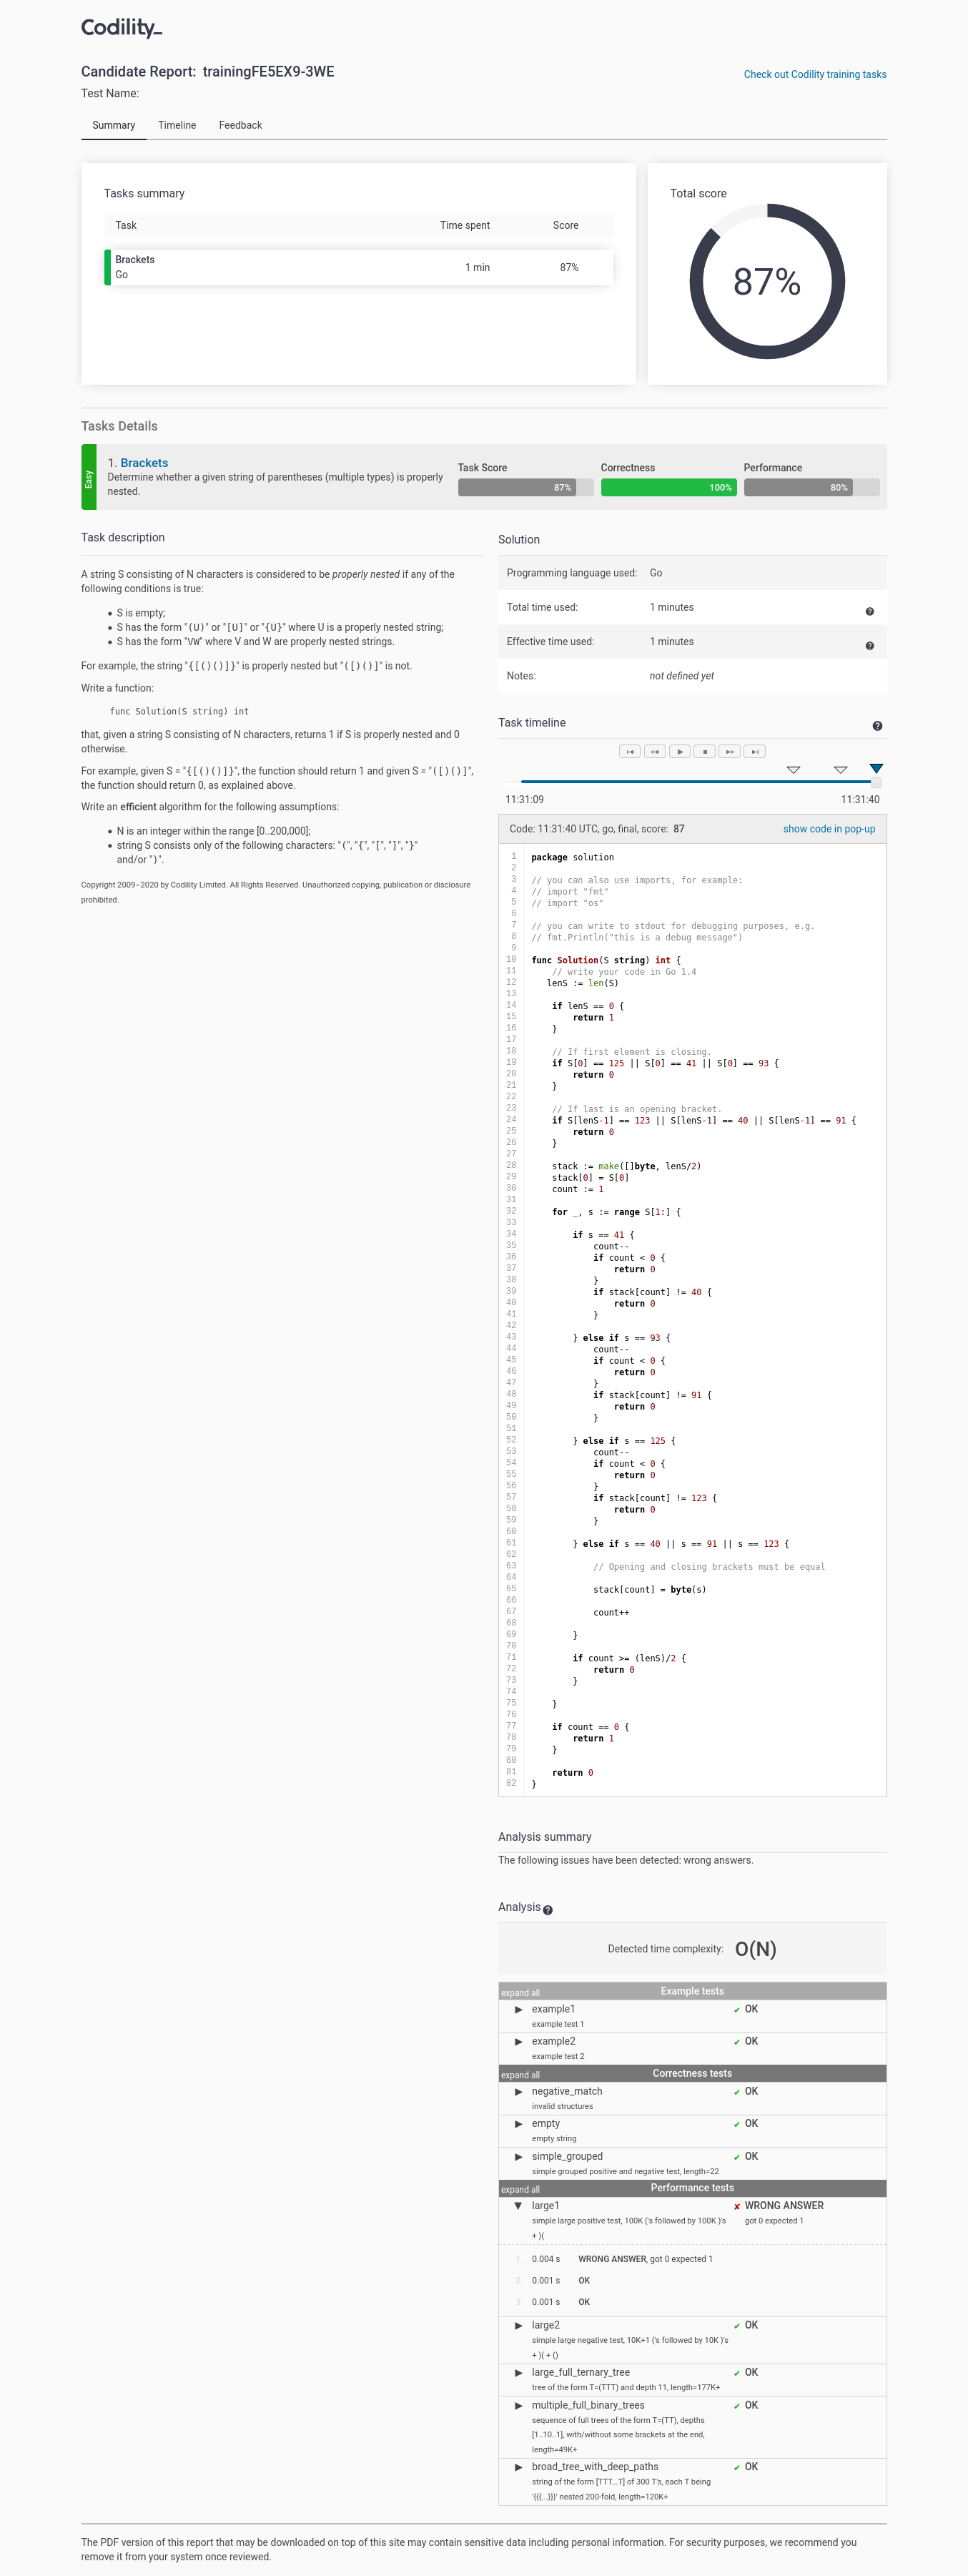 Codility_
Candidate Report: trainingFE5EX9-3WE
Check out Codility training tasks
Test Name:
Summary Timeline Feedback
Tasks summary
Task Time spent Score
Brackets
Go
1 min 87%
Total score
87%
Tasks Details
Easy
1. Brackets
Determine whether a given string of parentheses (multiple types) is properly
nested.
Task Score
87%
Correctness
100%
Performance
80%
Task description
A string S consisting of N characters is considered to be properly nested if any of the
following conditions is true:
• S is empty;
• S has the form "(U)" or "[U]" or "{U}" where U is a properly nested string;
• S has the form "VW" where V and W are properly nested strings.
For example, the string "{[()()]}" is properly nested but "([)()]" is not.
Write a function:
func Solution(S string) int
that, given a string S consisting of N characters, returns 1 if S is properly nested and 0
otherwise.
For example, given S = "{[()()]}", the function should return 1 and given S = "([)()]",
the function should return 0, as explained above.
Write an efficient algorithm for the following assumptions:
• N is an integer within the range [0..200,000];
• string S consists only of the following characters: "(", "{", "[", "]", "}"
and/or ")".
Copyright 2009–2020 by Codility Limited. All Rights Reserved. Unauthorized copying, publication or disclosure
prohibited.
Solution
Programming language used: Go
Total time used: 1 minutes
Effective time used: 1 minutes
Notes: not defined yet
Task timeline
11:31:09 11:31:40
Code: 11:31:40 UTC, go, final, score: 87
show code in pop-up
1 package solution
2
3 // you can also use imports, for example:
4 // import "fmt"
5 // import "os"
6
7 // you can write to stdout for debugging purposes, e.g.
8 // fmt.Println("this is a debug message")
9
10 func Solution(S string) int {
11 // write your code in Go 1.4
12 lenS := len(S)
13
14 if lenS == 0 {
15 return 1
16 }
17
18 // If first element is closing.
19 if S[0] == 125 || S[0] == 41 || S[0] == 93 {
20 return 0
21 }
22
23 // If last is an opening bracket.
24 if S[lenS-1] == 123 || S[lenS-1] == 40 || S[lenS-1] == 91 {
25 return 0
26 }
27
28 stack := make([]byte, lenS/2)
29 stack[0] = S[0]
30 count := 1
31
32 for _, s := range S[1:] {
33
34 if s == 41 {
35 count--
36 if count < 0 {
37 return 0
38 }
39 if stack[count] != 40 {
40 return 0
41 }
42
43 } else if s == 93 {
44 count--
45 if count < 0 {
46 return 0
47 }
48 if stack[count] != 91 {
49 return 0
50 }
51
52 } else if s == 125 {
53 count--
54 if count < 0 {
55 return 0
56 }
57 if stack[count] != 123 {
58 return 0
59 }
60
61 } else if s == 40 || s == 91 || s == 123 {
62
63 // Opening and closing brackets must be equal
64
65 stack[count] = byte(s)
66
67 count++
68
69 }
70
71 if count >= (lenS)/2 {
72 return 0
73 }
74
75 }
76
77 if count == 0 {
78 return 1
79 }
80
81 return 0
82 }
Analysis summary
The following issues have been detected: wrong answers.
Analysis
Detected time complexity: O(N)
expand all Example tests
▶ example1 ✔ OK
example test 1
▶ example2 ✔ OK
example test 2
expand all Correctness tests
▶ negative_match ✔ OK
invalid structures
▶ empty ✔ OK
empty string
▶ simple_grouped ✔ OK
simple grouped positive and negative test, length=22
expand all Performance tests
▼ large1 ✘ WRONG ANSWER
simple large positive test, 100K ('s followed by 100K )'s
+ )(
got 0 expected 1
1. 0.004 s WRONG ANSWER, got 0 expected 1
2. 0.001 s OK
3. 0.001 s OK
▶ large2 ✔ OK
simple large negative test, 10K+1 ('s followed by 10K )'s
+ )( + ()
▶ large_full_ternary_tree ✔ OK
tree of the form T=(TTT) and depth 11, length=177K+
▶ multiple_full_binary_trees ✔ OK
sequence of full trees of the form T=(TT), depths
[1..10..1], with/without some brackets at the end,
length=49K+
▶ broad_tree_with_deep_paths ✔ OK
string of the form [TTT...T] of 300 T's, each T being
'{{{...}}}' nested 200-fold, length=120K+
The PDF version of this report that may be downloaded on top of this site may contain sensitive data including personal information. For security purposes, we recommend you
remove it from your system once reviewed.